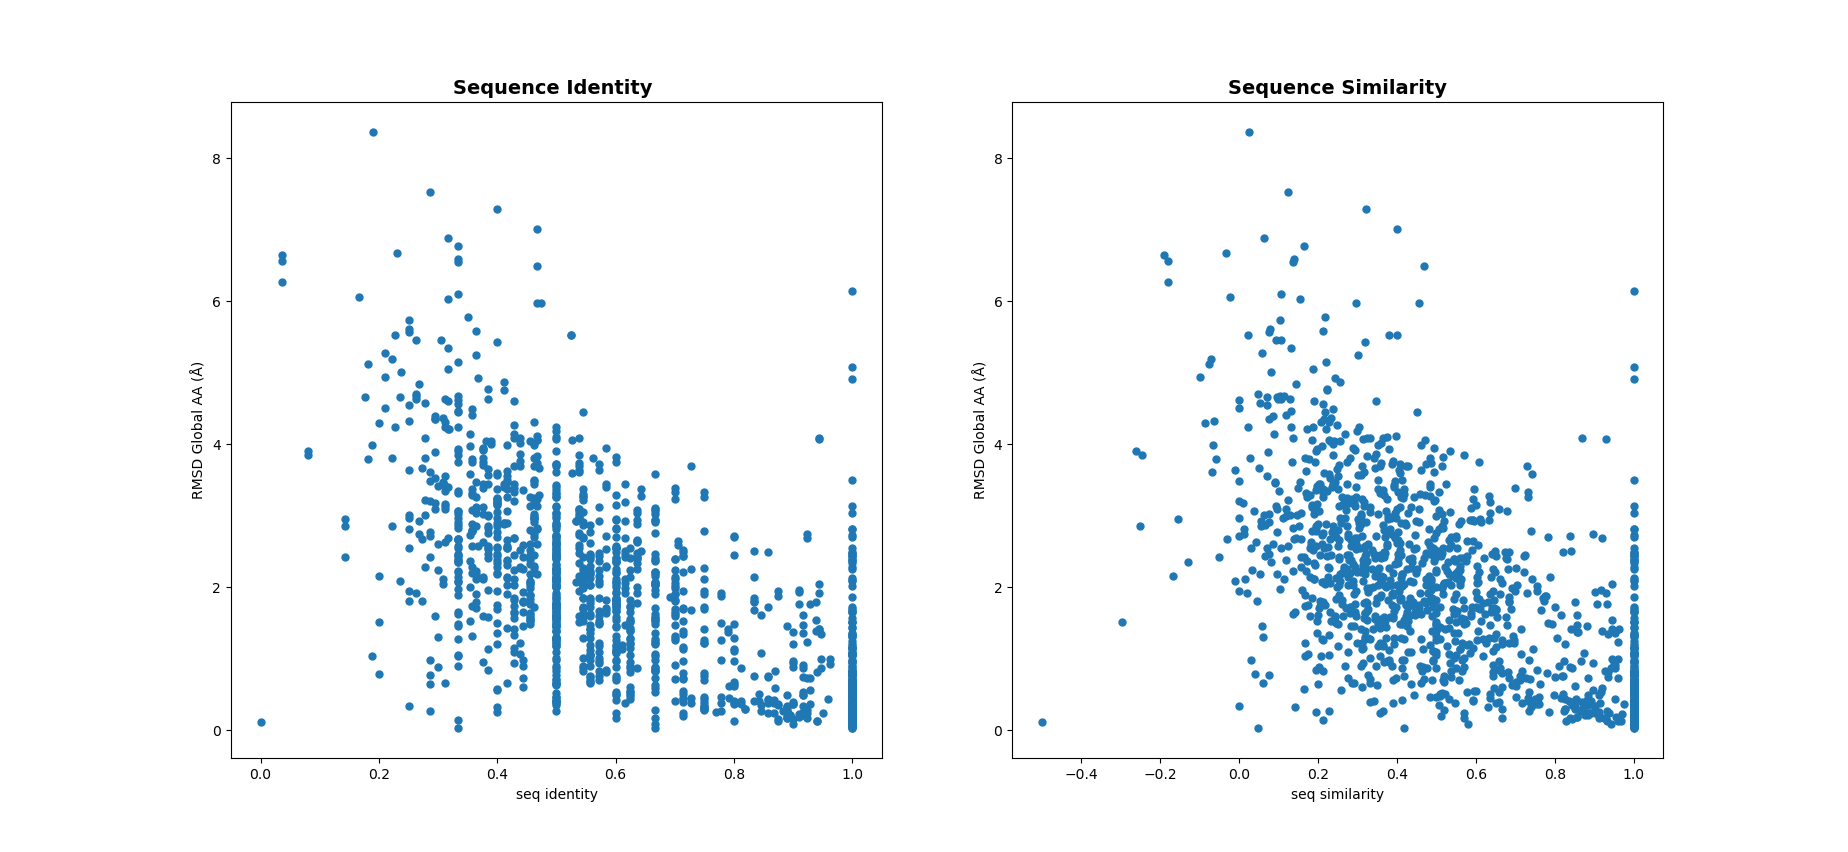 Sequence Identity
RMSD Global AA (Å)
8
6
4
2
0
0.0 0.2 0.4 0.6 0.8 1.0
seq identity
Sequence Similarity
RMSD Global AA (Å)
8
6
4
2
0
−0.4 −0.2 0.0 0.2 0.4 0.6 0.8 1.0
seq similarity